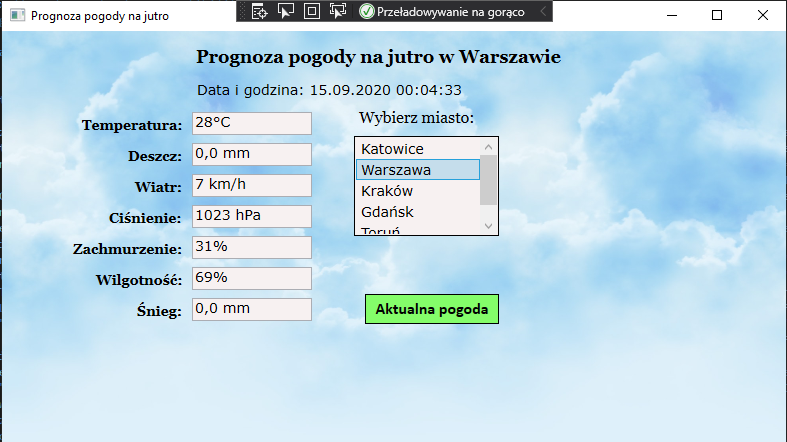 Prognoza pogody na jutro
Przeładowywanie na gorąco
Prognoza pogody na jutro w Warszawie
Data i godzina: 15.09.2020 00:04:33
Temperatura: 28°C
Deszcz: 0,0 mm
Wiatr: 7 km/h
Ciśnienie: 1023 hPa
Zachmurzenie: 31%
Wilgotność: 69%
Śnieg: 0,0 mm
Wybierz miasto:
Katowice
Warszawa
Kraków
Gdańsk
Toruń
Aktualna pogoda